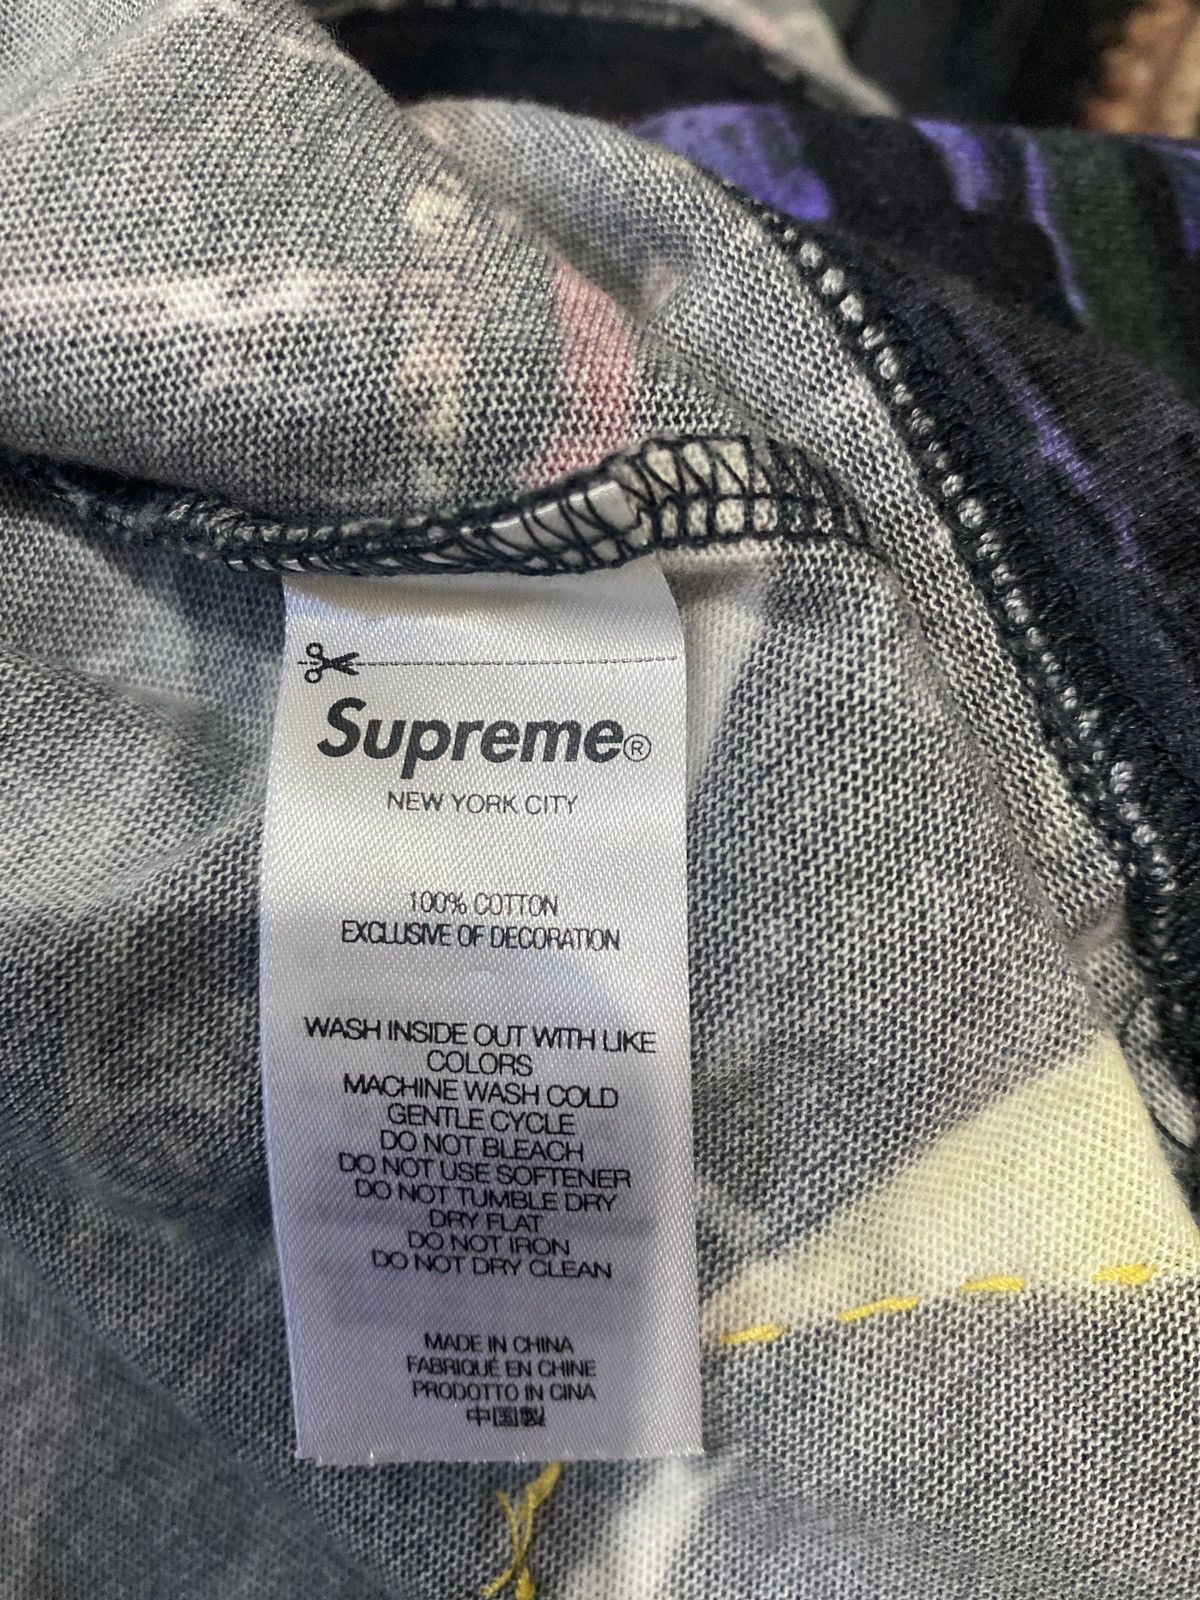 Supreme®
NEW YORK CITY
100% COTTON
EXCLUSIVE OF DECORATION
WASH INSIDE OUT WITH LIKE
COLORS
MACHINE WASH COLD
GENTLE CYCLE
DO NOT BLEACH
DO NOT USE SOFTENER
DO NOT TUMBLE DRY
DRY FLAT
DO NOT IRON
DO NOT DRY CLEAN
MADE IN CHINA
FABRIQUÉ EN CHINE
PRODOTTO IN CINA
中国製